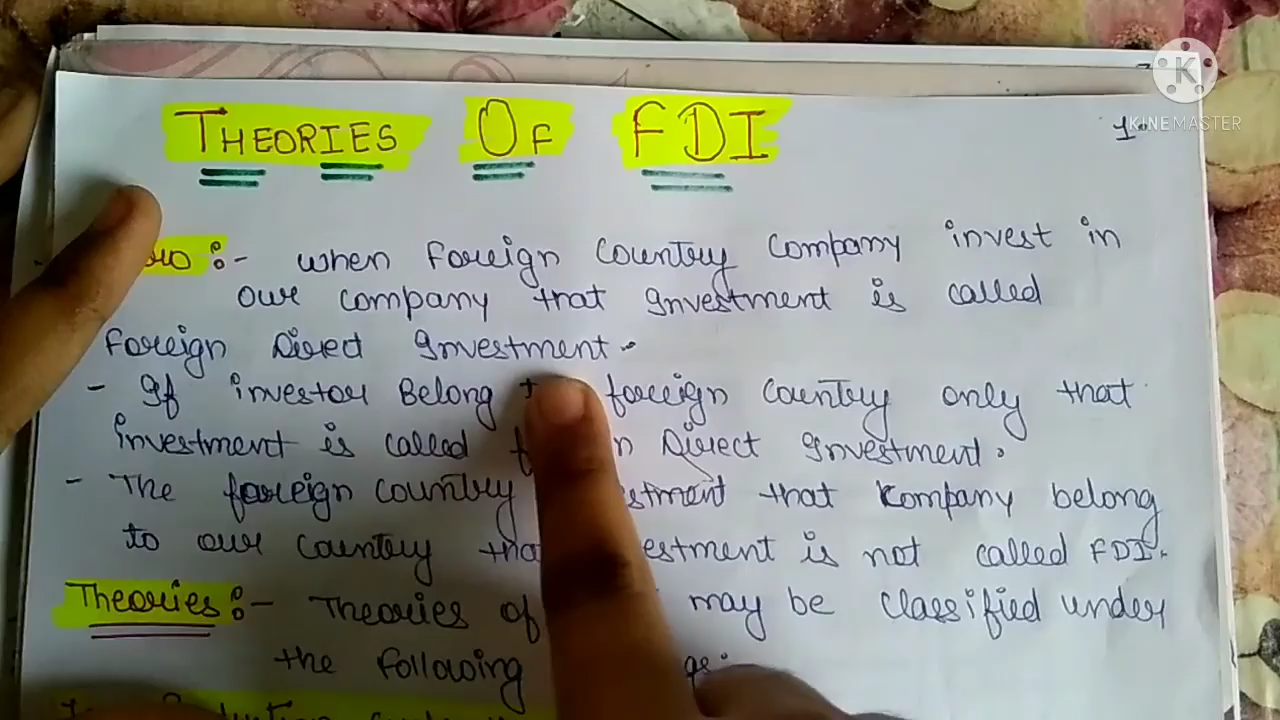 THEORIES OF FDI
1.
KINEMASTER
:- when foreign country company invest in
our company that investment is called
foreign Direct Investment.
- If investor Belong foreign country only that
investment is called Direct Investment.
- The foreign country that company belong
to our country is not called FDI.
Theories:- Theories of may be classified under
the following